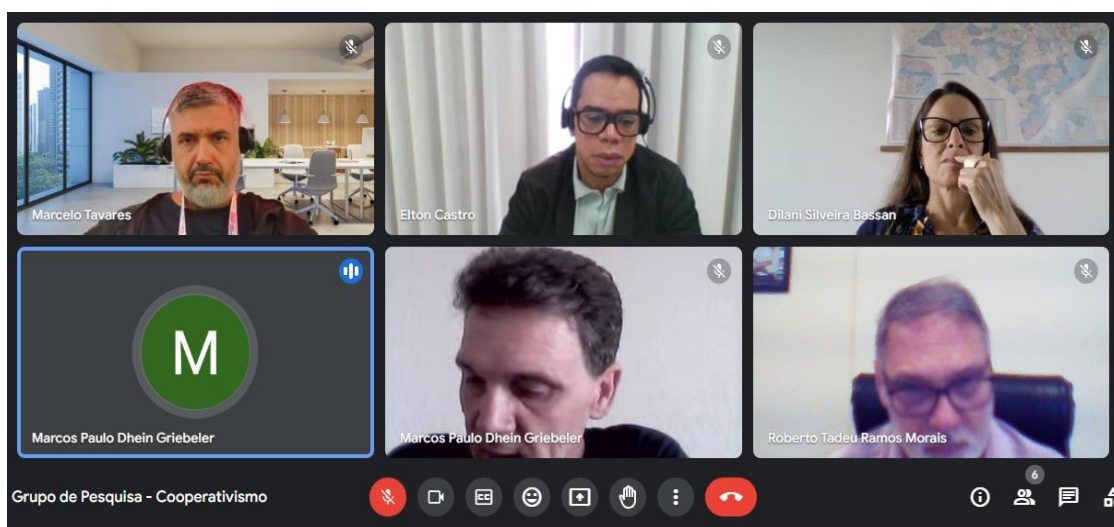 Marcelo Tavares
Elton Castro
Dilani Silveira Bassan
M
Marcos Paulo Dhein Griebeler
Marcos Paulo Dhein Griebeler
Roberto Tadeu Ramos Morais
Grupo de Pesquisa - Cooperativismo
CC
6